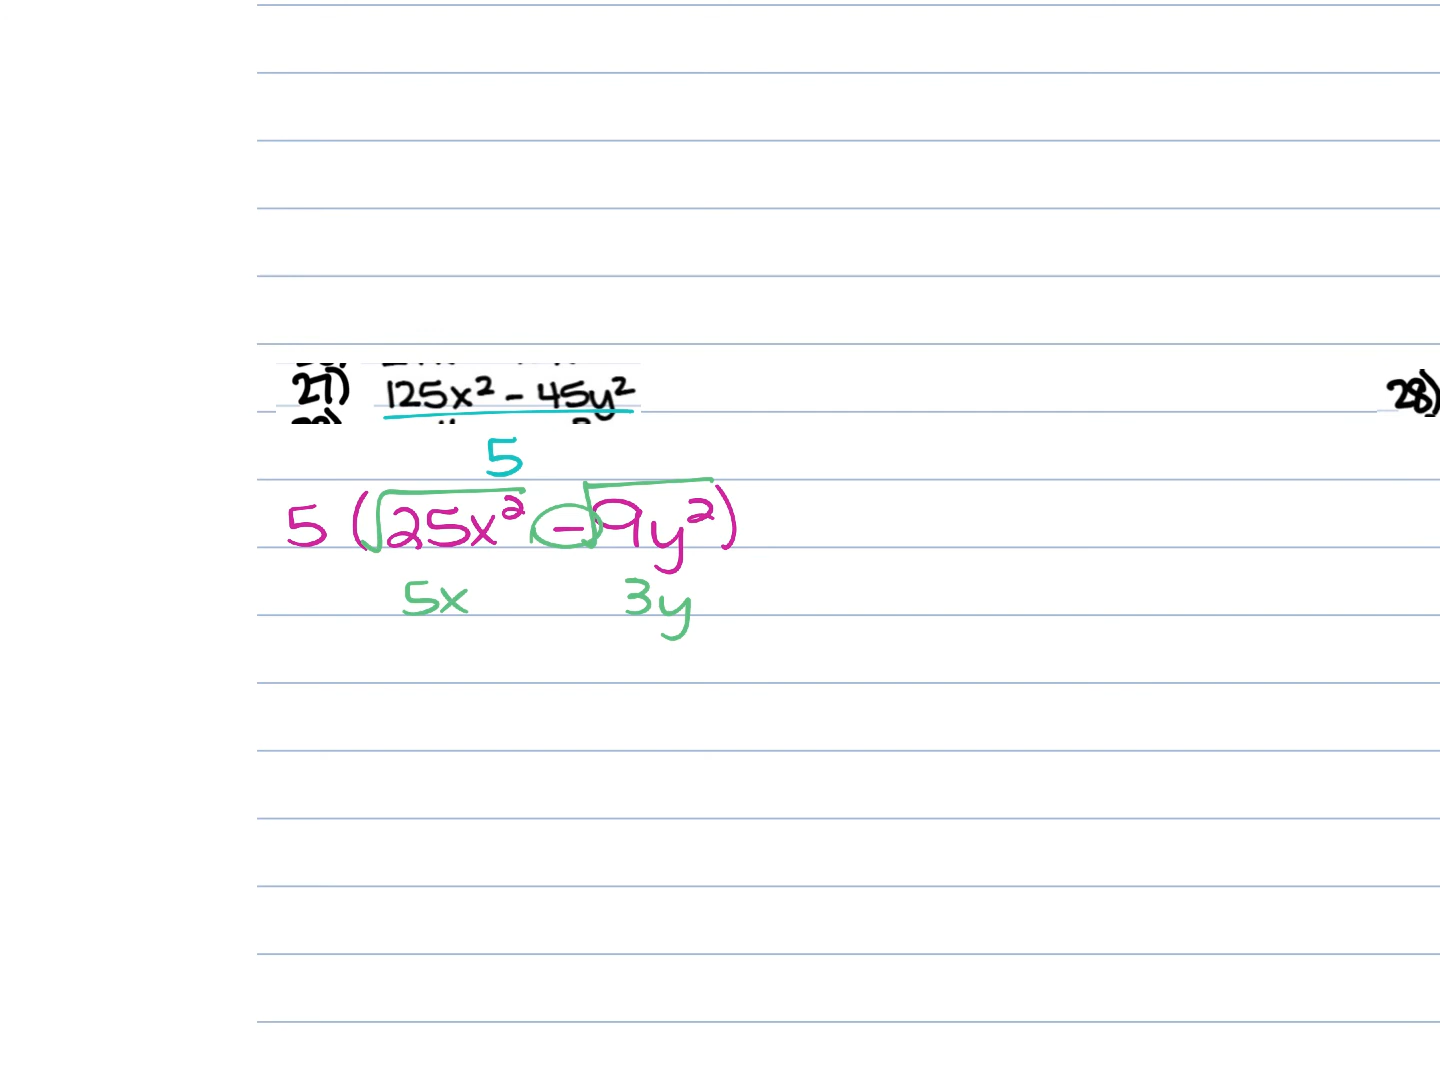 27) 125x² - 45y² 28)
5
5 (√25x² - √9y²)
5x 3y